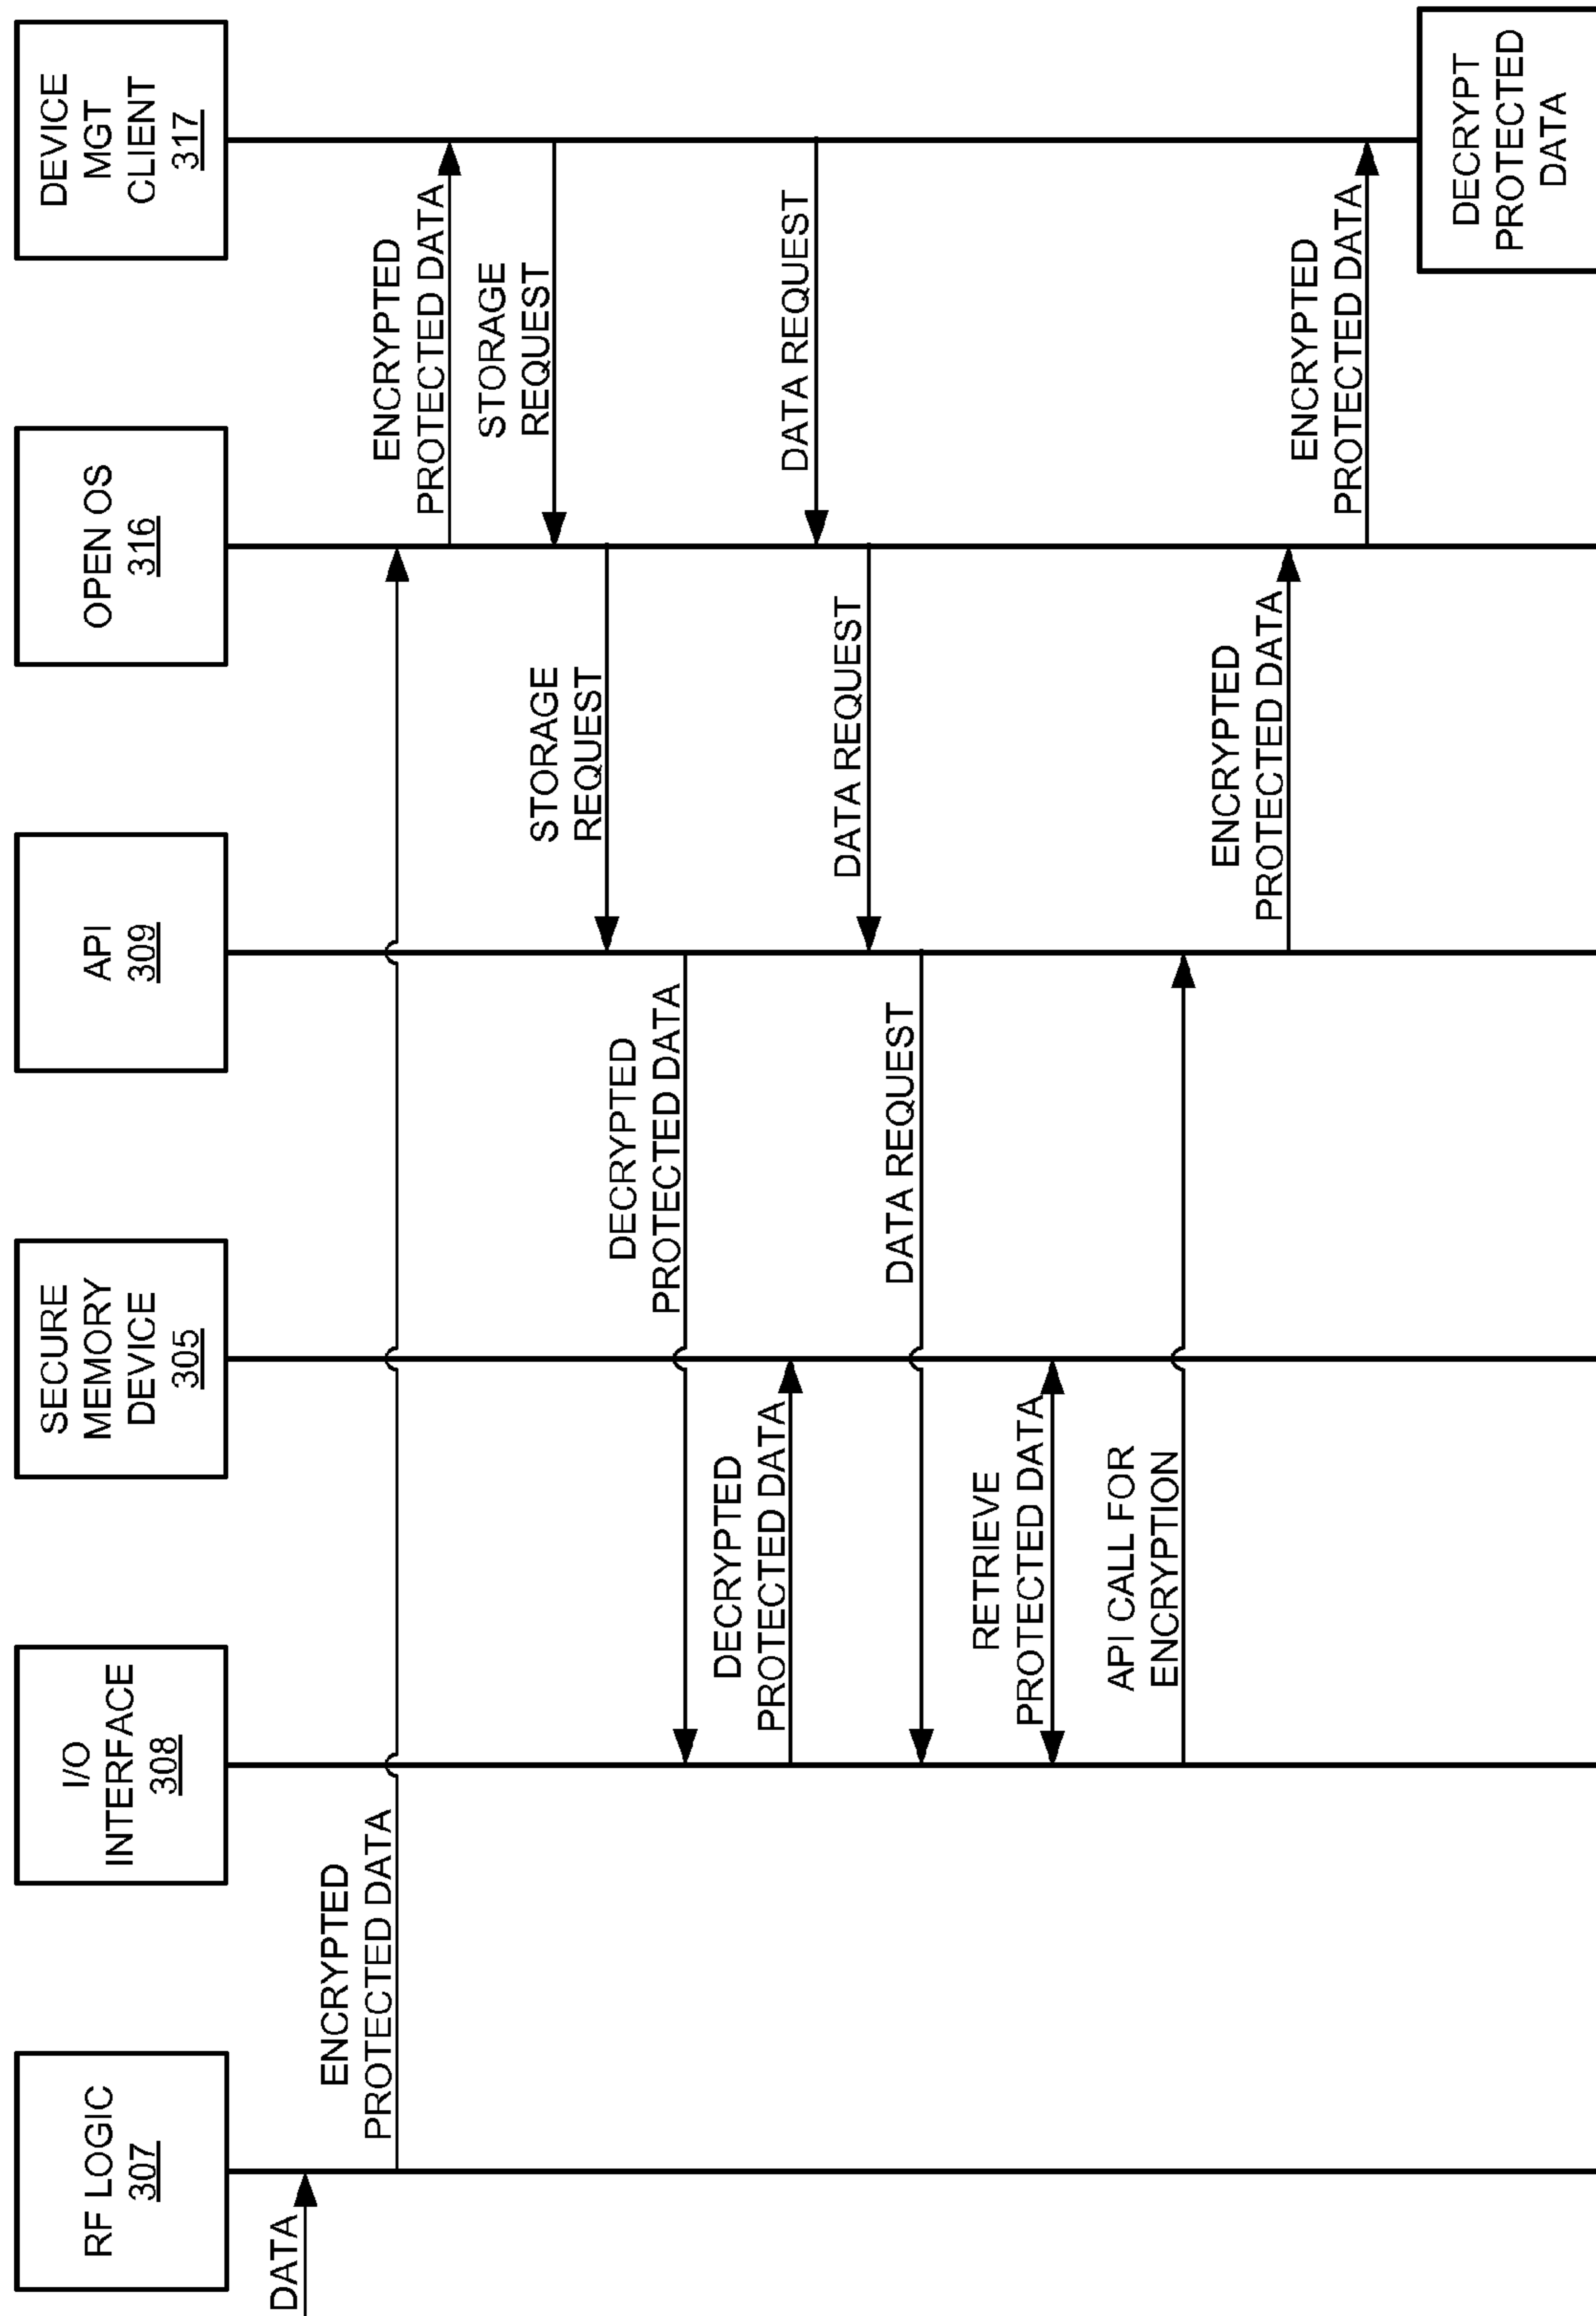 RF LOGIC
307
I/O
INTERFACE
308
SECURE
MEMORY
DEVICE
305
API
309
OPEN OS
316
DEVICE
MGT
CLIENT
317
DATA
ENCRYPTED
PROTECTED DATA
ENCRYPTED
PROTECTED DATA
STORAGE
REQUEST
STORAGE
REQUEST
DECRYPTED
PROTECTED DATA
DECRYPTED
PROTECTED DATA
DATA REQUEST
DATA REQUEST
DATA REQUEST
RETRIEVE
PROTECTED DATA
API CALL FOR
ENCRYPTION
ENCRYPTED
PROTECTED DATA
ENCRYPTED
PROTECTED DATA
DECRYPT
PROTECTED
DATA